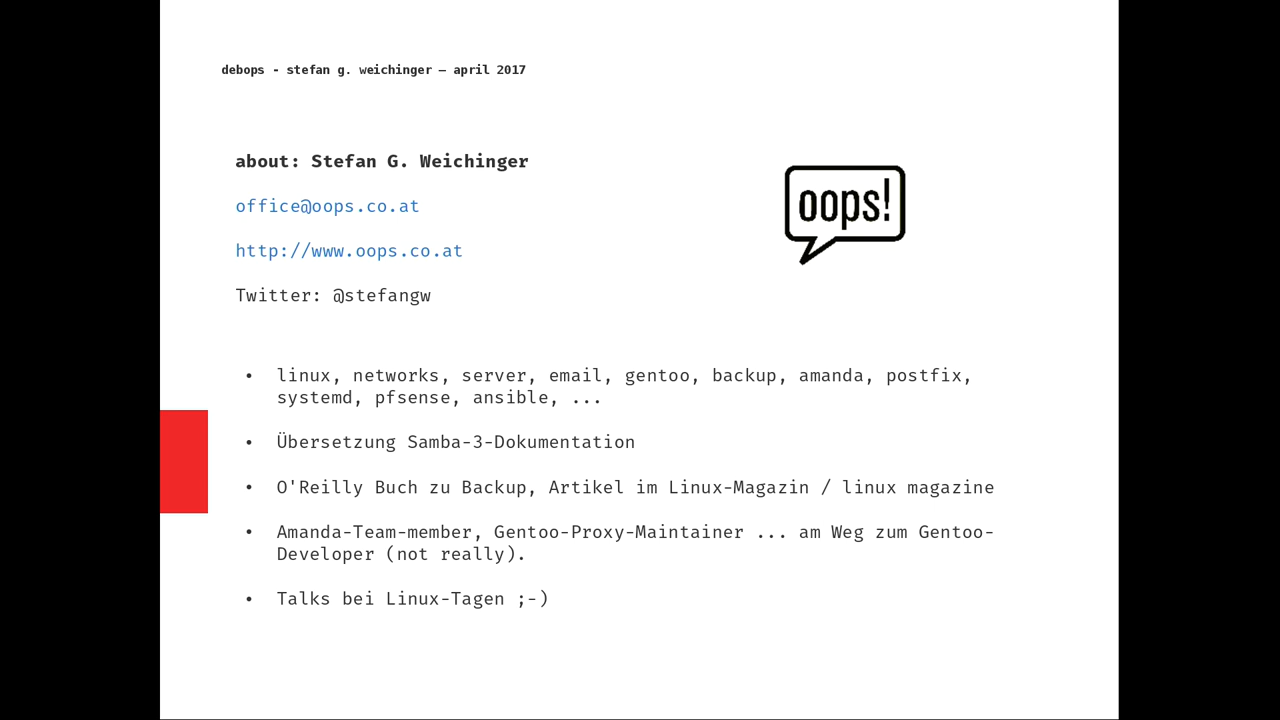 debops - stefan g. weichinger – april 2017
about: Stefan G. Weichinger
office@oops.co.at
http://www.oops.co.at
Twitter: @stefangw
oops!
• linux, networks, server, email, gentoo, backup, amanda, postfix,
systemd, pfsense, ansible, ...
• Übersetzung Samba-3-Dokumentation
• O'Reilly Buch zu Backup, Artikel im Linux-Magazin / linux magazine
• Amanda-Team-member, Gentoo-Proxy-Maintainer ... am Weg zum Gentoo-
Developer (not really).
• Talks bei Linux-Tagen ;-)